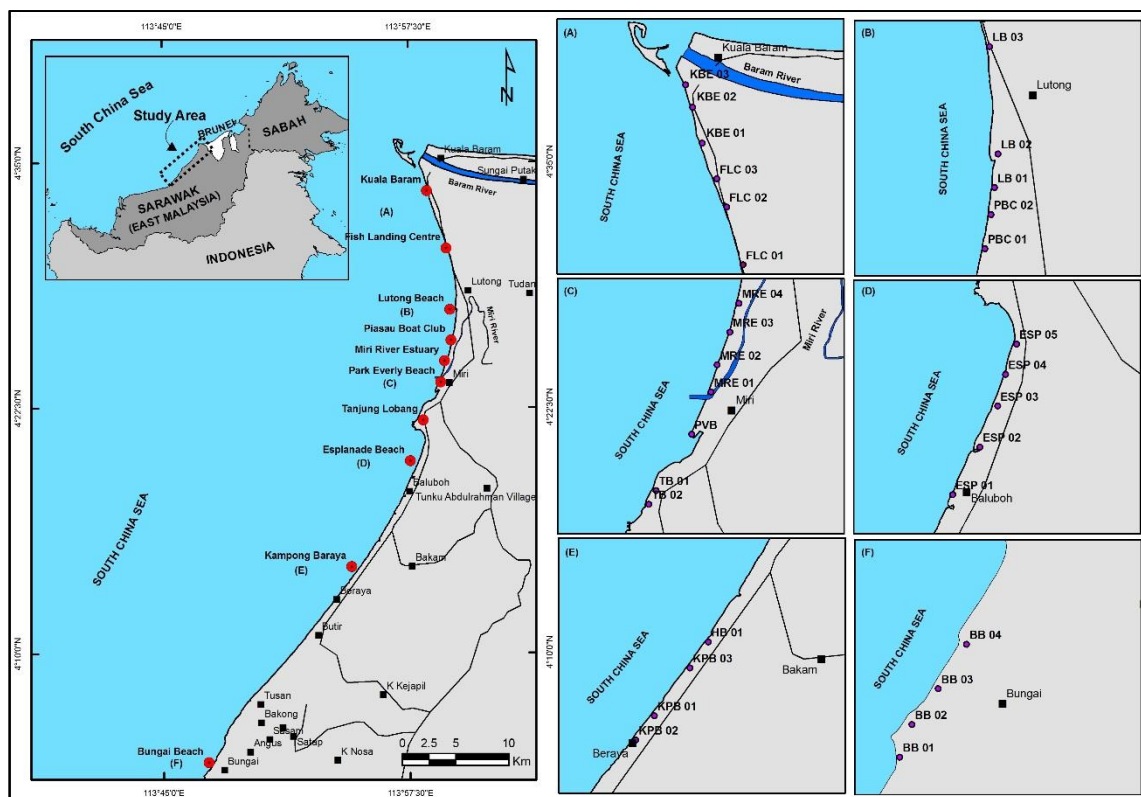 113°45'0"E
113°57'30"E
4°35'0"N
4°22'30"N
4°10'0"N
South China Sea
Study Area
BRUNEI
SABAH
SARAWAK
(EAST MALAYSIA)
INDONESIA
N
Kuala Baram
Sungai Putak
Baram River
Kuala Baram
(A)
Fish Landing Centre
Lutong
Tudan
Lutong Beach
(B)
Miri River
Piasau Boat Club
Miri River Estuary
Park Everly Beach
(C)
Miri
Tanjung Lobang
Esplanade Beach
(D)
Baluboh
Tunku Abdulrahman Village
SOUTH CHINA SEA
Kampong Baraya
(E)
Bakam
Beraya
Butir
K Kejapil
Tusan
Bakong
Sasam
Satap
Angus
K Nosa
Bungai Beach
(F)
Bungai
0 2.5 5 10
Km
113°45'0"E
113°57'30"E
4°35'0"N
4°22'30"N
4°10'0"N
(A)
Kuala Baram
Baram River
KBE 03
KBE 02
KBE 01
FLC 03
FLC 02
FLC 01
SOUTH CHINA SEA
(B)
LB 03
Lutong
LB 02
LB 01
PBC 02
PBC 01
SOUTH CHINA SEA
(C)
MRE 04
MRE 03
MRE 02
MRE 01
Miri River
Miri
PVB
TB 01
TB 02
SOUTH CHINA SEA
(D)
ESP 05
ESP 04
ESP 03
ESP 02
ESP 01
Baluboh
SOUTH CHINA SEA
(E)
HB 01
KPB 03
Bakam
KPB 01
KPB 02
Beraya
SOUTH CHINA SEA
(F)
BB 04
BB 03
Bungai
BB 02
BB 01
SOUTH CHINA SEA